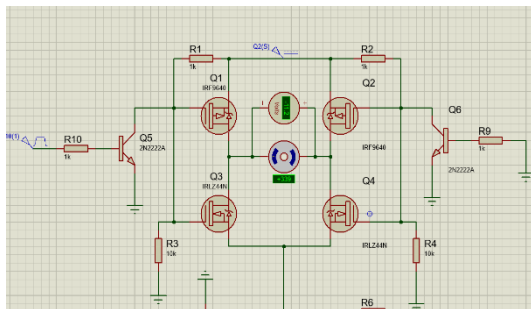 R1
1k
Q2(S)
R2
1k
Q1
IRF9640
Q2
IRF9640
R10
1k
Q5
2N2222A
Q6
2N2222A
R9
1k
Q3
IRLZ44N
Q4
IRLZ44N
R3
10k
R4
10k
R6